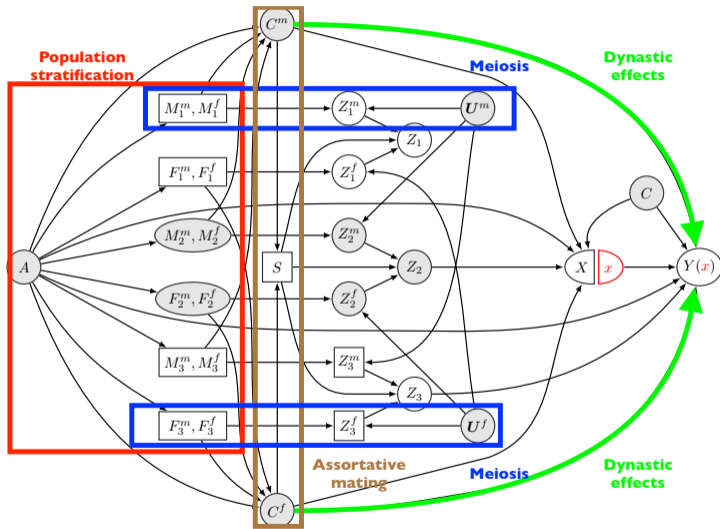 C^m
Population
stratification
Dynastic
effects
Meiosis
M_1^m, M_1^f
Z_1^m
U^m
Z_1
F_1^m, F_1^f
Z_1^f
C
M_2^m, M_2^f
Z_2^m
A
S
Z_2
X
x
Y(x)
F_2^m, F_2^f
Z_2^f
M_3^m, M_3^f
Z_3^m
Z_3
F_3^m, F_3^f
Z_3^f
U^f
Assortative
mating
Meiosis
Dynastic
effects
C^f